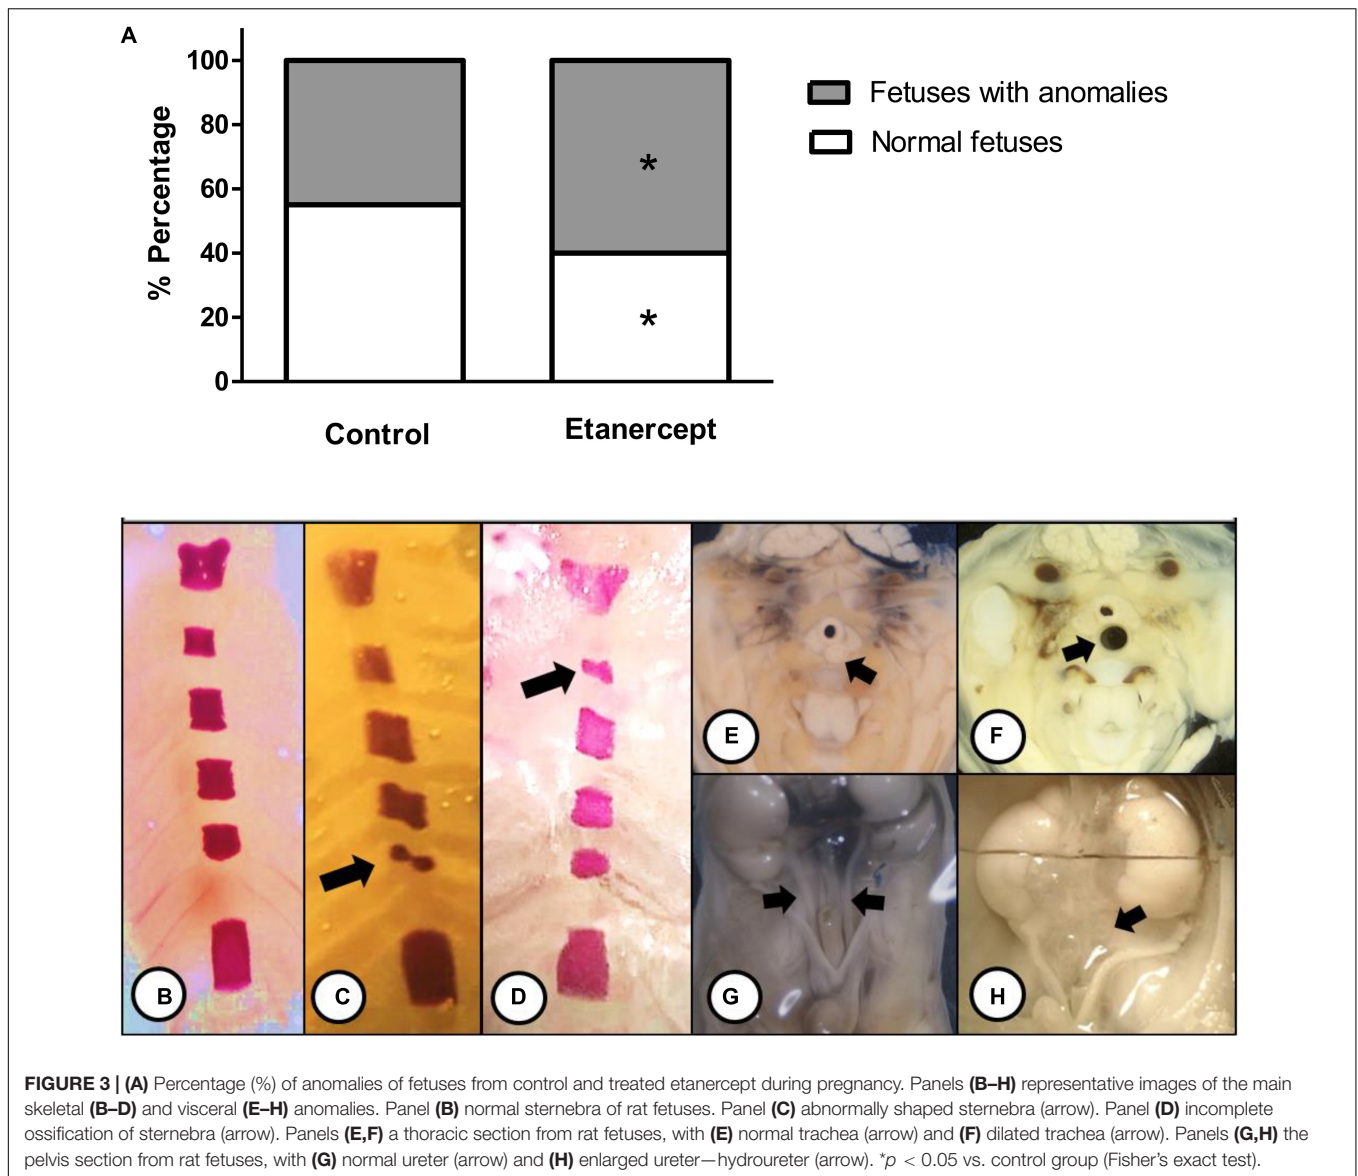 A
% Percentage
100
80
60
40
20
0
*
*
Control
Etanercept
Fetuses with anomalies
Normal fetuses
B
C
D
E
F
G
H
FIGURE 3 | (A) Percentage (%) of anomalies of fetuses from control and treated etanercept during pregnancy. Panels (B–H) representative images of the main
skeletal (B–D) and visceral (E–H) anomalies. Panel (B) normal sternebra of rat fetuses. Panel (C) abnormally shaped sternebra (arrow). Panel (D) incomplete
ossification of sternebra (arrow). Panels (E,F) a thoracic section from rat fetuses, with (E) normal trachea (arrow) and (F) dilated trachea (arrow). Panels (G,H) the
pelvis section from rat fetuses, with (G) normal ureter (arrow) and (H) enlarged ureter—hydroureter (arrow). *p < 0.05 vs. control group (Fisher's exact test).